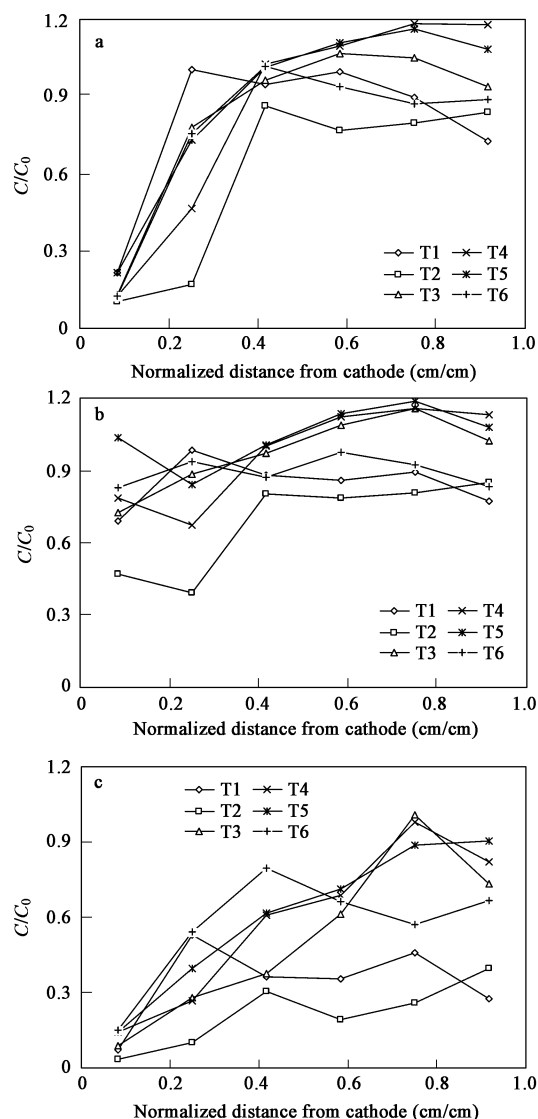 a
1.2
0.9
0.3
0
C/C0
T1 T4
T2 T5
T3 T6
0 0.2 0.4 0.6 0.8 1.0
Normalized distance from cathode (cm/cm)
b
1.2
0.9
0.6
0.3
0
C/C0
T1 T4
T2 T5
T3 T6
0 0.2 0.4 0.6 0.8 1.0
Normalized distance from cathode (cm/cm)
c
1.2
0.9
0.6
0.3
0
C/C0
T1 T4
T2 T5
T3 T6
0 0.2 0.4 0.6 0.8 1.0
Normalized distance from cathode (cm/cm)